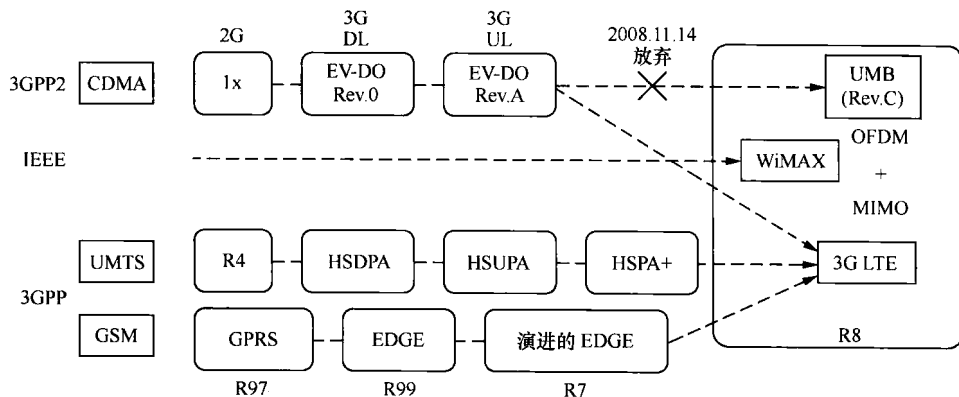 3G
3G
2008.11.14
2G
DL
UL
放弃
3GPP2
CDMA
1x
EV-DO
Rev.0
EV-DO
Rev.A
UMB
(Rev.C)
OFDM
IEEE
WiMAX
+
MIMO
3GPP
UMTS
R4
HSDPA
HSUPA
HSPA+
3G LTE
GSM
GPRS
EDGE
演进的 EDGE
R8
R97
R99
R7